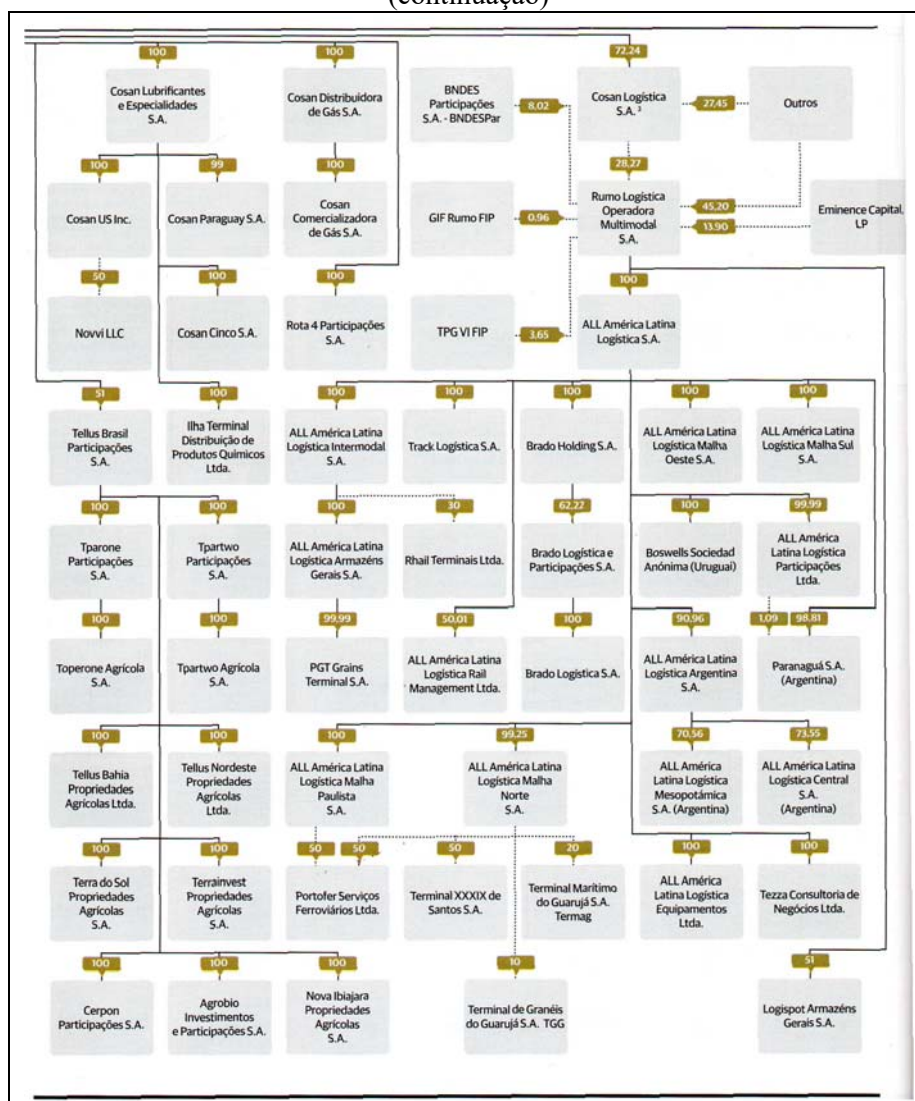 (continuação)
100
100
72,24
Cosan Lubrificantes
e Especialidades
S.A.
Cosan Distribuidora
de Gás S.A.
BNDES
Participações
S.A. - BNDESPar
8,02
Cosan Logística
S.A. ³
27,45
Outros
100
99
100
28,27
Cosan US Inc.
Cosan Paraguay S.A.
Cosan
Comercializadora
de Gás S.A.
GIF Rumo FIP
0,96
Rumo Logística
Operadora
Multimodal
S.A.
45,20
13,90
Eminence Capital,
LP
50
100
100
Novvi LLC
Cosan Cinco S.A.
Rota 4 Participações
S.A.
TPG VI FIP
3,65
ALL América Latina
Logística S.A.
51
100
100
100
100
100
100
Tellus Brasil
Participações
S.A.
Ilha Terminal
Distribuição de
Produtos Químicos
Ltda.
ALL América Latina
Logística Intermodal
S.A.
Track Logística S.A.
Brado Holding S.A.
ALL América Latina
Logística Malha
Oeste S.A.
ALL América Latina
Logística Malha Sul
S.A.
100
100
100
30
62,22
100
99,99
Tparone
Participações
S.A.
Tpartwo
Participações
S.A.
ALL América Latina
Logística Armazéns
Gerais S.A.
Rhail Terminais Ltda.
Brado Logística e
Participações S.A.
Boswells Sociedad
Anónima (Uruguai)
ALL América
Latina Logística
Participações
Ltda.
100
100
99,99
50,01
100
90,96
1,09
98,81
Toperone Agrícola
S.A.
Tpartwo Agrícola
S.A.
PGT Grains
Terminal S.A.
ALL América Latina
Logística Rail
Management Ltda.
Brado Logística S.A.
ALL América Latina
Logística Argentina
S.A.
Paranaguá S.A.
(Argentina)
100
100
100
99,25
70,56
73,55
Tellus Bahia
Propriedades
Agrícolas Ltda.
Tellus Nordeste
Propriedades
Agrícolas
Ltda.
ALL América Latina
Logística Malha
Paulista
S.A.
ALL América Latina
Logística Malha
Norte
S.A.
ALL América
Latina Logística
Mesopotámica
S.A. (Argentina)
ALL América Latina
Logística Central
S.A.
(Argentina)
100
100
50
50
50
20
100
100
Terra do Sol
Propriedades
Agrícolas
S.A.
Terrainvest
Propriedades
Agrícolas
S.A.
Portofer Serviços
Ferroviários Ltda.
Terminal XXXIX de
Santos S.A.
Terminal Marítimo
do Guarujá S.A.
Termag
ALL América
Latina Logística
Equipamentos
Ltda.
Tezza Consultoria de
Negócios Ltda.
100
100
100
10
51
Cerpon
Participações S.A.
Agrobio
Investimentos
e Participações S.A.
Nova Ibiajara
Propriedades
Agrícolas
S.A.
Terminal de Granéis
do Guarujá S.A. TGG
Logispot Armazéns
Gerais S.A.